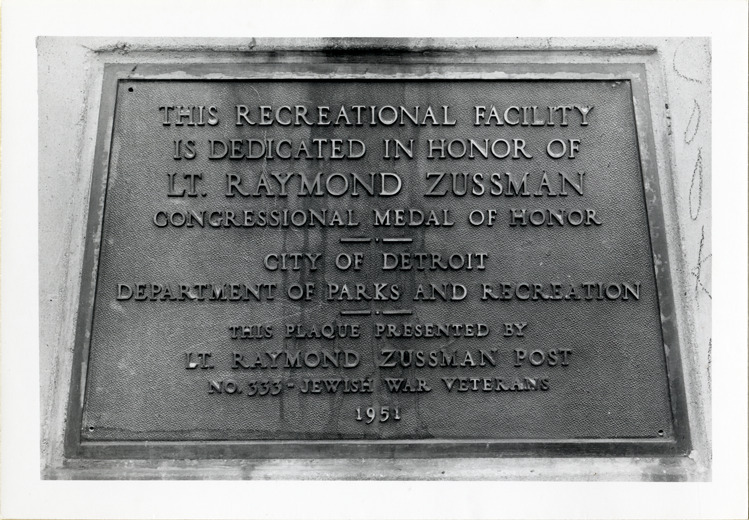 THIS RECREATIONAL FACILITY
IS DEDICATED IN HONOR OF
LT. RAYMOND ZUSSMAN
CONGRESSIONAL MEDAL OF HONOR
CITY OF DETROIT
DEPARTMENT OF PARKS AND RECREATION
THIS PLAQUE PRESENTED BY
LT. RAYMOND ZUSSMAN POST
NO. 333 - JEWISH WAR VETERANS
1951